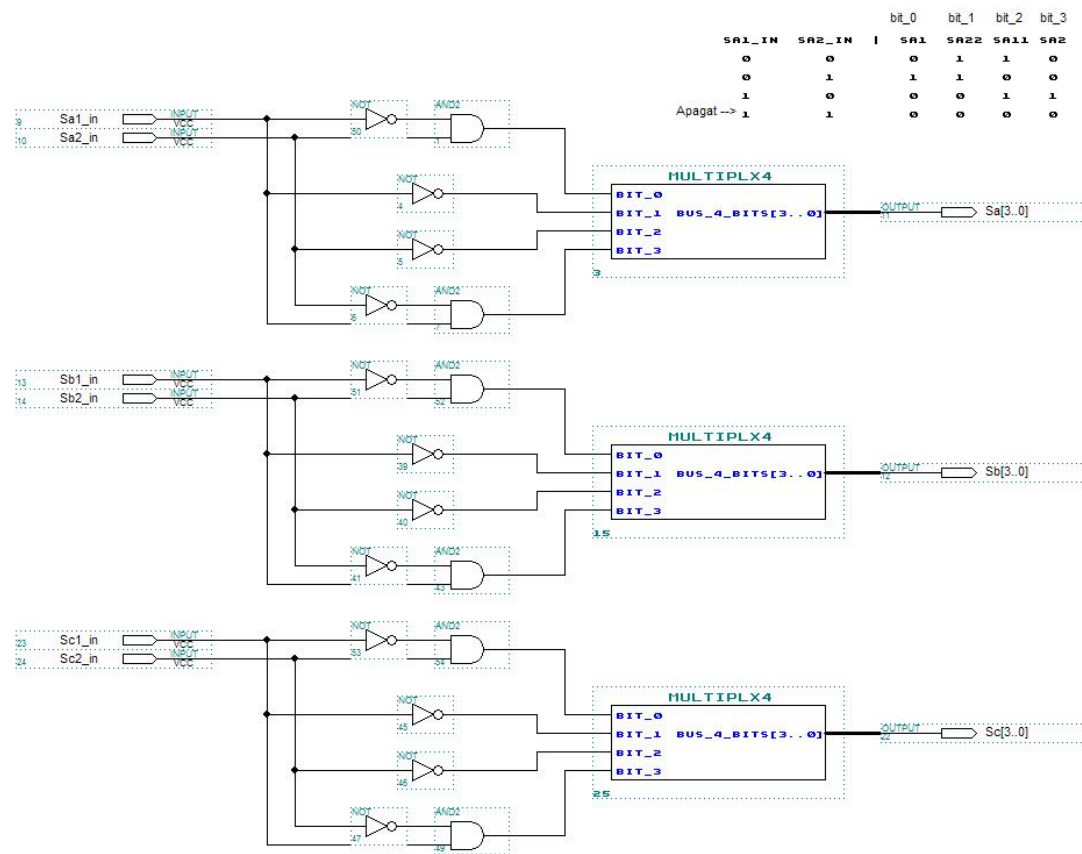 bit_0 bit_1 bit_2 bit_3
SA1_IN SA2_IN | SA1 SA22 SA11 SA2
0 0 0 1 1 0
0 1 1 1 0 0
1 0 0 0 1 1
Apagat --> 1 1 0 0 0 0
9 Sa1_in INPUT VCC
10 Sa2_in INPUT VCC
NOT 50
AND2 1
NOT 4
NOT 5
NOT 6
AND2 7
MULTIPLX4
BIT_0
BIT_1 BUS_4_BITS[3..0]
BIT_2
BIT_3
3
OUTPUT 11 Sa[3..0]
13 Sb1_in INPUT VCC
14 Sb2_in INPUT VCC
NOT 51
AND2 52
NOT 39
NOT 40
NOT 41
AND2 43
MULTIPLX4
BIT_0
BIT_1 BUS_4_BITS[3..0]
BIT_2
BIT_3
15
OUTPUT 12 Sb[3..0]
23 Sc1_in INPUT VCC
24 Sc2_in INPUT VCC
NOT 53
AND2 54
NOT 45
NOT 46
NOT 47
AND2 49
MULTIPLX4
BIT_0
BIT_1 BUS_4_BITS[3..0]
BIT_2
BIT_3
25
OUTPUT 22 Sc[3..0]